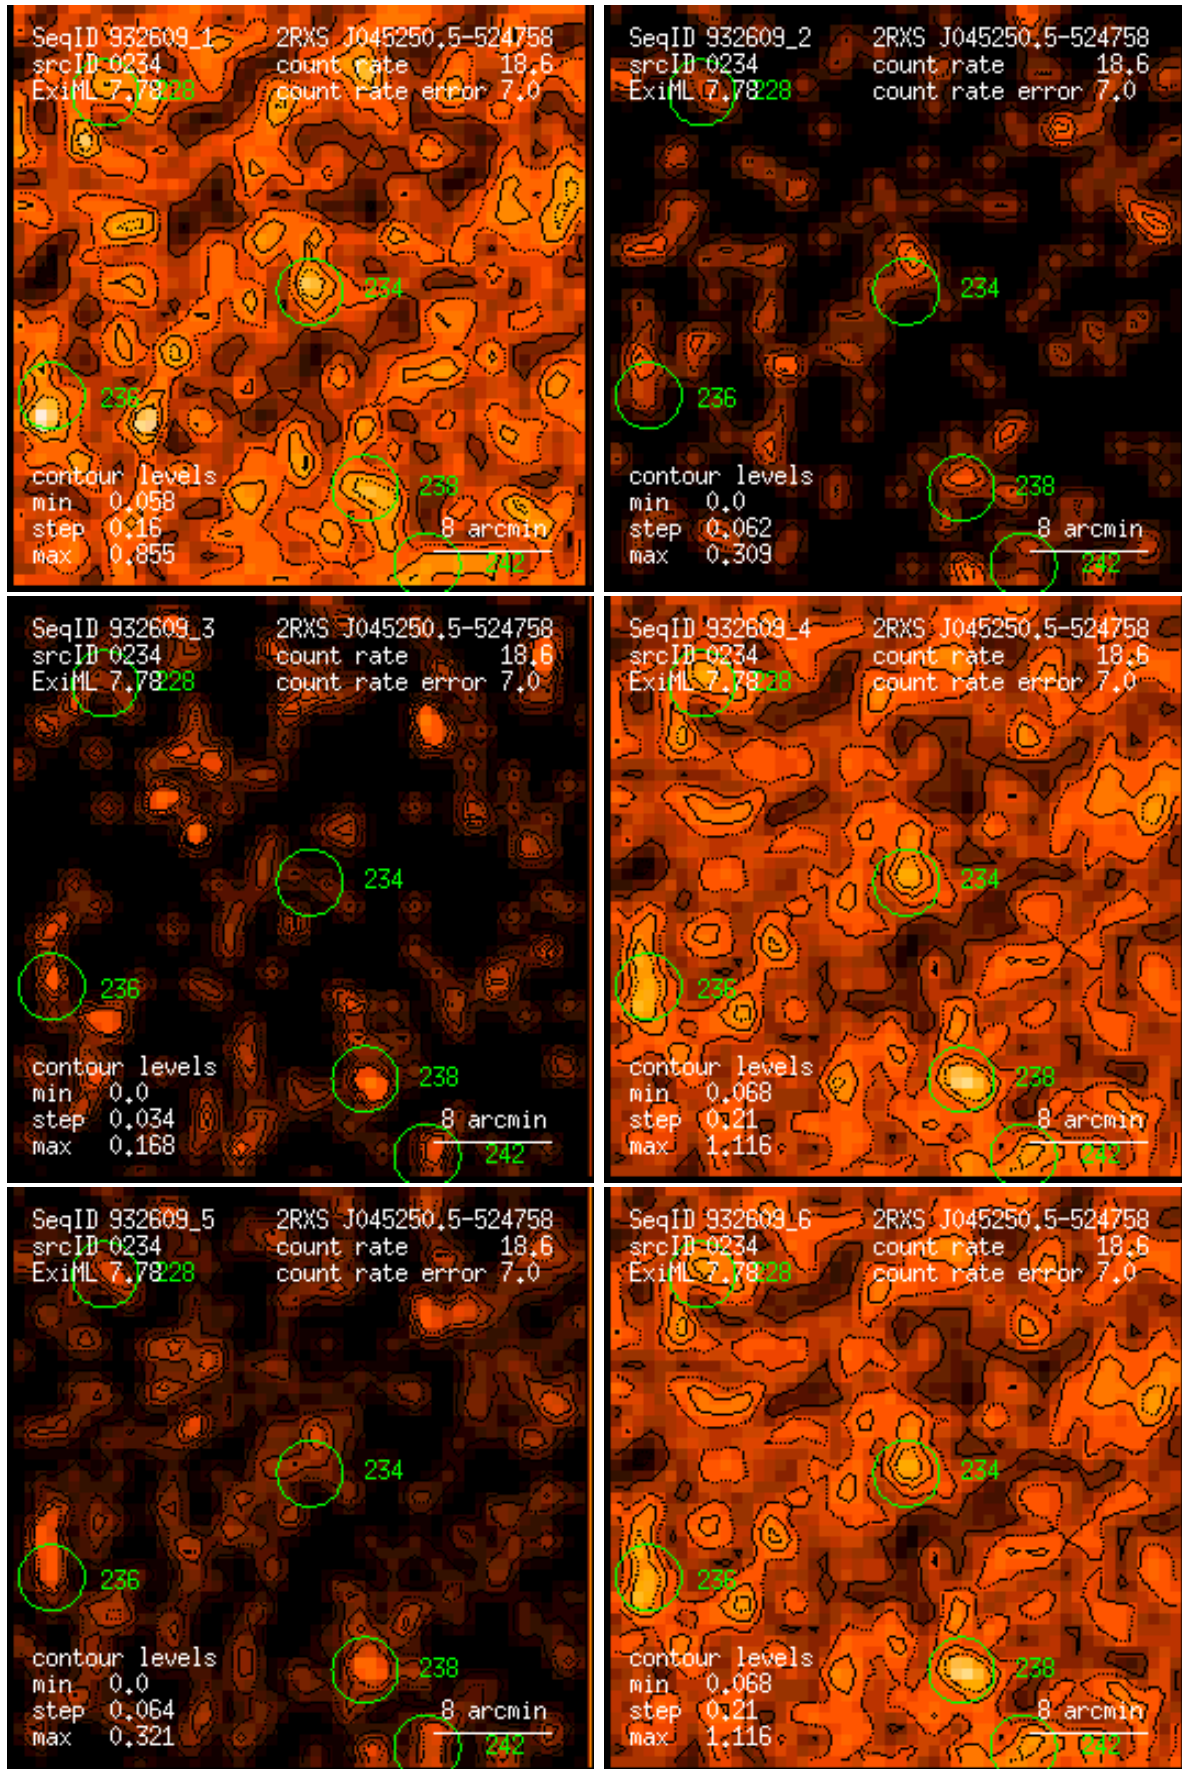 SeqID 932609_1 2RXS J045250.5-524758
srcID 0234 count rate 18.6
ExiML 7.78 228 count rate error 7.0
234
236
contour levels
min 0.058 238
step 0.16 8 arcmin
max 0.855 242
SeqID 932609_2 2RXS J045250.5-524758
srcID 0234 count rate 18.6
ExiML 7.78 228 count rate error 7.0
234
236
contour levels
min 0.0 238
step 0.062 8 arcmin
max 0.309 242
SeqID 932609_3 2RXS J045250.5-524758
srcID 0234 count rate 18.6
ExiML 7.78 228 count rate error 7.0
234
236
contour levels
min 0.0 238
step 0.034 8 arcmin
max 0.168 242
SeqID 932609_4 2RXS J045250.5-524758
srcID 0234 count rate 18.6
ExiML 7.78 228 count rate error 7.0
234
236
contour levels
min 0.068 238
step 0.21 8 arcmin
max 1.116 242
SeqID 932609_5 2RXS J045250.5-524758
srcID 0234 count rate 18.6
ExiML 7.78 228 count rate error 7.0
234
236
contour levels
min 0.0 238
step 0.064 8 arcmin
max 0.321 242
SeqID 932609_6 2RXS J045250.5-524758
srcID 0234 count rate 18.6
ExiML 7.78 228 count rate error 7.0
234
236
contour levels
min 0.068 238
step 0.21 8 arcmin
max 1.116 242